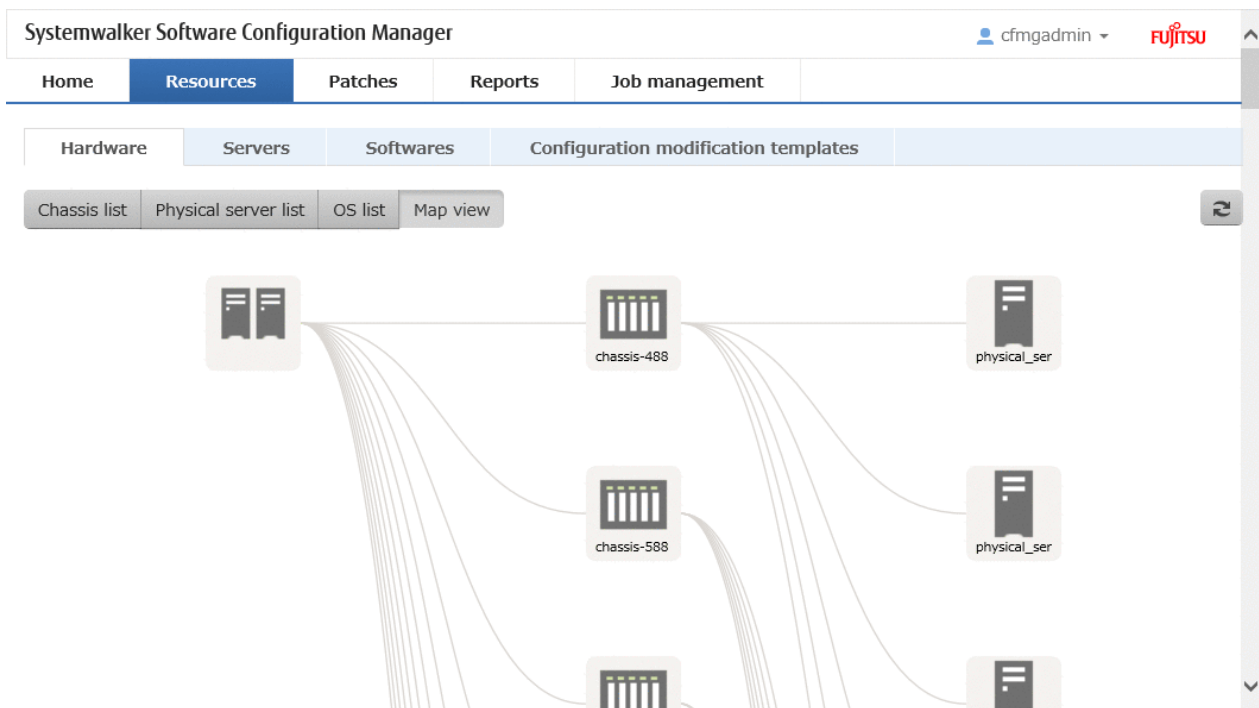 Systemwalker Software Configuration Manager
cfmgadmin
FUJITSU
Home Resources Patches Reports Job management
Hardware Servers Softwares Configuration modification templates
Chassis list Physical server list OS list Map view
chassis-488 physical_ser
chassis-588 physical_ser